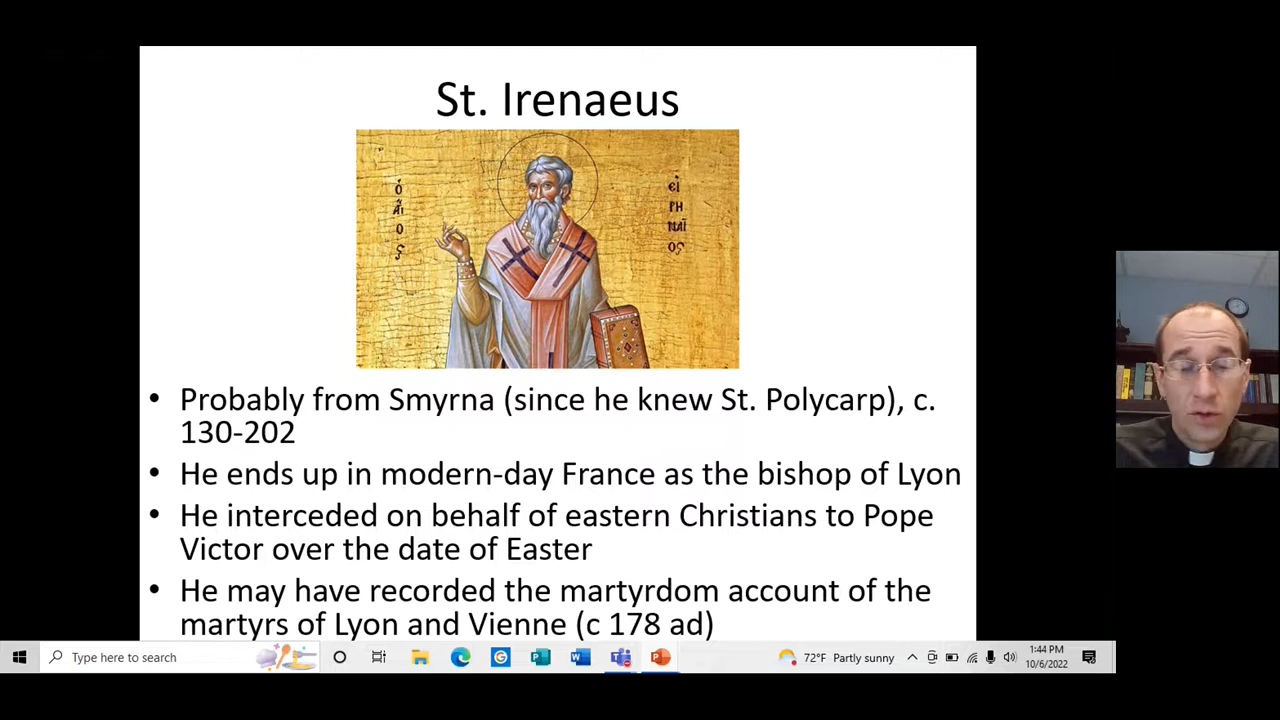 St. Irenaeus
ὁ
ἅγι
ο
ς
εἰ
ρη
ναῖ
ος
• Probably from Smyrna (since he knew St. Polycarp), c.
130-202
• He ends up in modern-day France as the bishop of Lyon
• He interceded on behalf of eastern Christians to Pope
Victor over the date of Easter
• He may have recorded the martyrdom account of the
martyrs of Lyon and Vienne (c 178 ad)
Type here to search
72°F Partly sunny
1:44 PM
10/6/2022